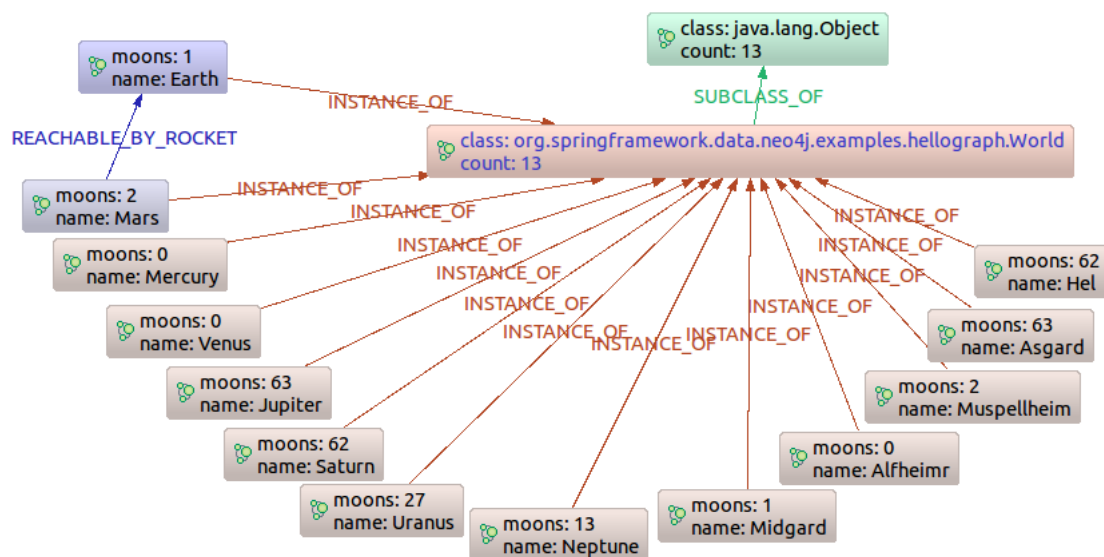 moons: 1
name: Earth
class: java.lang.Object
count: 13
INSTANCE_OF
SUBCLASS_OF
REACHABLE_BY_ROCKET
class: org.springframework.data.neo4j.examples.hellograph.World
count: 13
moons: 2
name: Mars
INSTANCE_OF
INSTANCE_OF
INSTANCE_OF
moons: 0
name: Mercury
INSTANCE_OF
INSTANCE_OF
moons: 62
name: Hel
INSTANCE_OF
INSTANCE_OF
INSTANCE_OF
moons: 0
name: Venus
INSTANCE_OF
INSTANCE_OF
INSTANCE_OF
moons: 63
name: Asgard
moons: 63
name: Jupiter
moons: 2
name: Muspellheim
moons: 62
name: Saturn
moons: 0
name: Alfheimr
moons: 27
name: Uranus
moons: 1
name: Midgard
moons: 13
name: Neptune